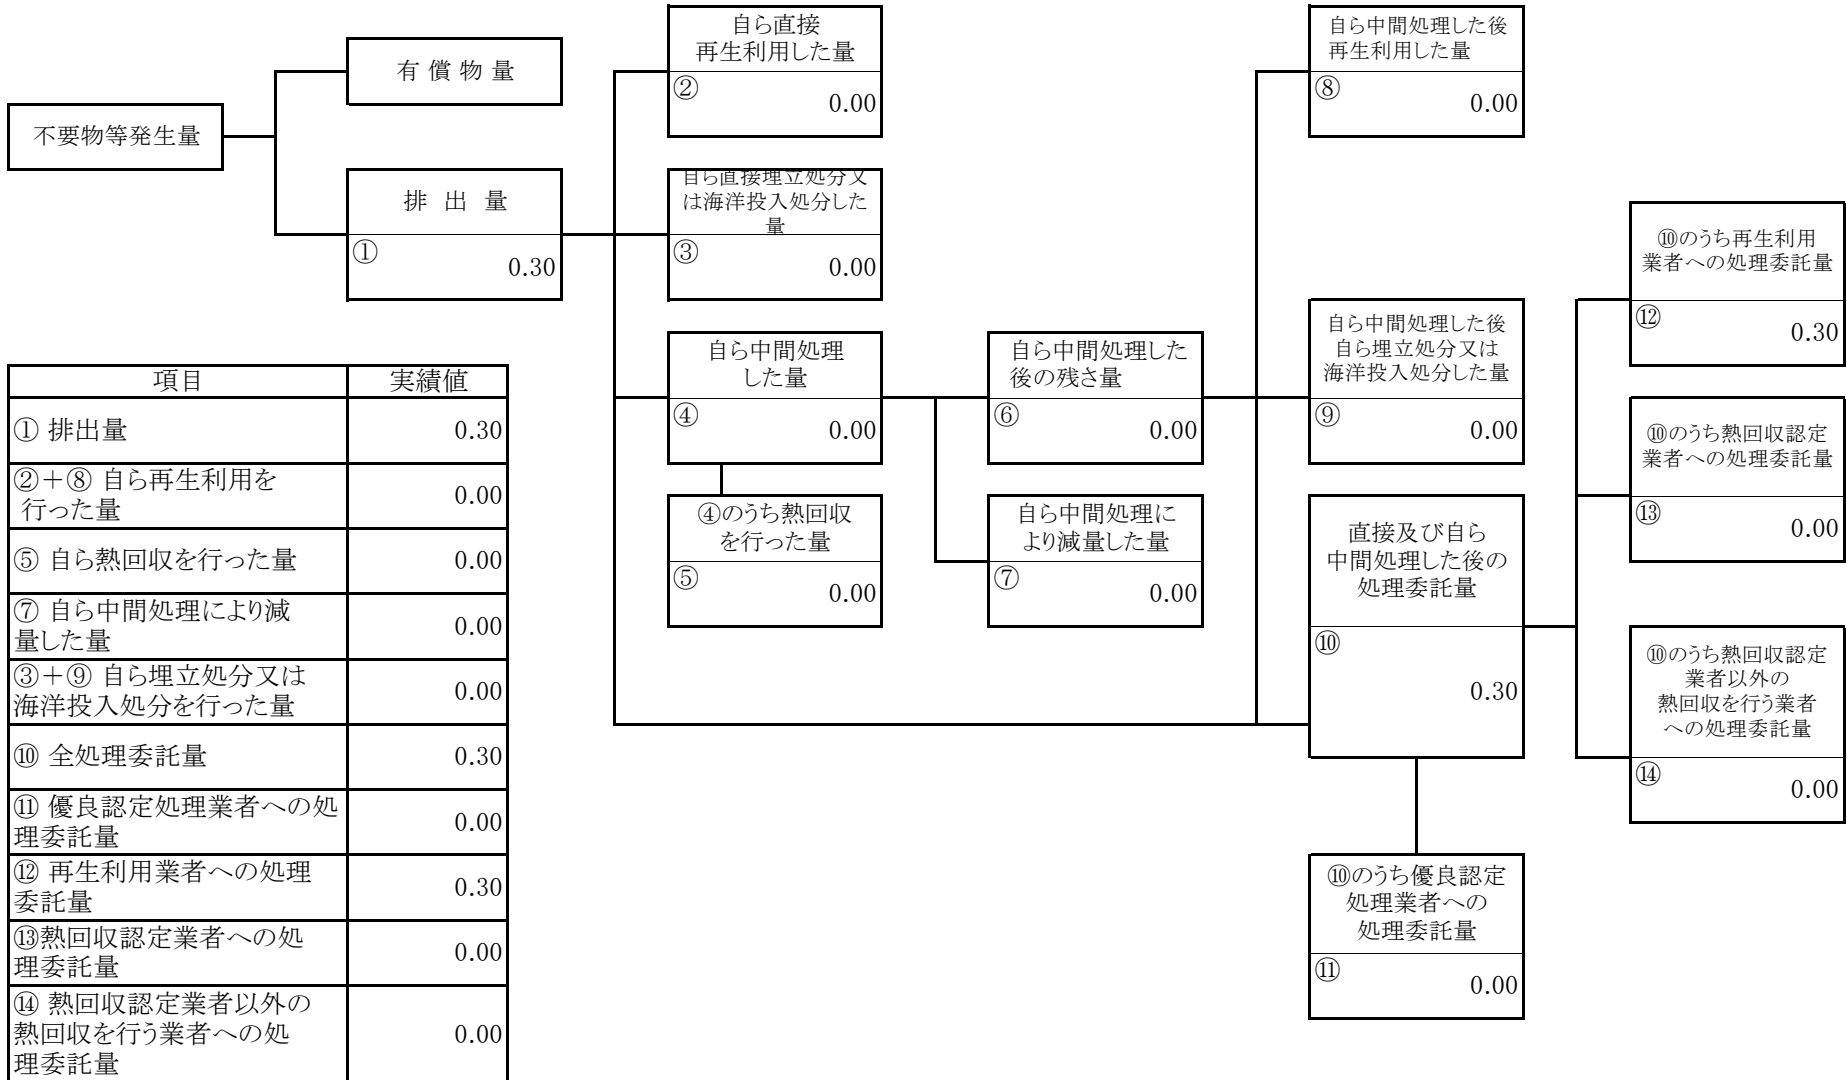 不要物等発生量
有 償 物 量
排 出 量
①
0.30
自ら直接
再生利用した量
②
0.00
自ら直接埋立処分又
は海洋投入処分した
量
③
0.00
自ら中間処理
した量
④
0.00
④のうち熱回収
を行った量
⑤
0.00
自ら中間処理した
後の残さ量
⑥
0.00
自ら中間処理に
より減量した量
⑦
0.00
自ら中間処理した後
再生利用した量
⑧
0.00
自ら中間処理した後
自ら埋立処分又は
海洋投入処分した量
⑨
0.00
直接及び自ら
中間処理した後の
処理委託量
⑩
0.30
⑩のうち優良認定
処理業者への
処理委託量
⑪
0.00
⑩のうち再生利用
業者への処理委託量
⑫
0.30
⑩のうち熱回収認定
業者への処理委託量
⑬
0.00
⑩のうち熱回収認定
業者以外の
熱回収を行う業者
への処理委託量
⑭
0.00
項目 実績値
① 排出量 0.30
②＋⑧ 自ら再生利用を
行った量 0.00
⑤ 自ら熱回収を行った量 0.00
⑦ 自ら中間処理により減
量した量 0.00
③＋⑨ 自ら埋立処分又は
海洋投入処分を行った量 0.00
⑩ 全処理委託量 0.30
⑪ 優良認定処理業者への処
理委託量 0.00
⑫ 再生利用業者への処理
委託量 0.30
⑬熱回収認定業者への処
理委託量 0.00
⑭ 熱回収認定業者以外の
熱回収を行う業者への処 0.00
理委託量